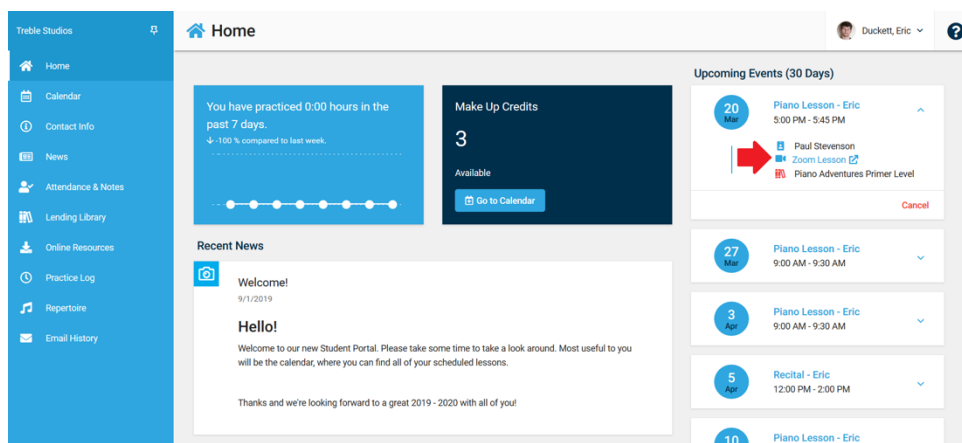 Treble Studios
Home
Calendar
Contact Info
News
Attendance & Notes
Lending Library
Online Resources
Practice Log
Repertoire
Email History
Home
Duckett, Eric
?
You have practiced 0:00 hours in the
past 7 days.
↓-100 % compared to last week.
Make Up Credits
3
Available
Go to Calendar
Recent News
Welcome!
9/1/2019
Hello!
Welcome to our new Student Portal. Please take some time to take a look around. Most useful to you
will be the calendar, where you can find all of your scheduled lessons.
Thanks and we're looking forward to a great 2019 - 2020 with all of you!
Upcoming Events (30 Days)
20
Mar
Piano Lesson - Eric
5:00 PM - 5:45 PM
Paul Stevenson
Zoom Lesson
Piano Adventures Primer Level
Cancel
27
Mar
Piano Lesson - Eric
9:00 AM - 9:30 AM
3
Apr
Piano Lesson - Eric
9:00 AM - 9:30 AM
5
Apr
Recital - Eric
12:00 PM - 2:00 PM
10
Piano Lesson - Eric